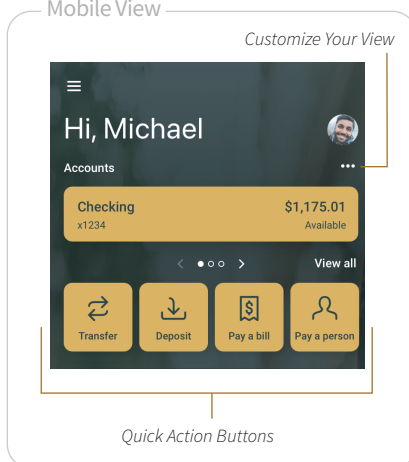 Mobile View
Customize Your View
Hi, Michael
Accounts
Checking $1,175.01
x1234 Available
View all
Transfer Deposit Pay a bill Pay a person
Quick Action Buttons